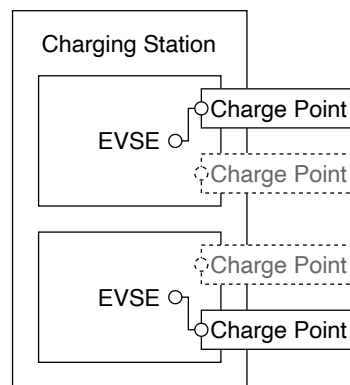 Charging Station
Charge Point
EVSE
Charge Point
Charge Point
EVSE
Charge Point